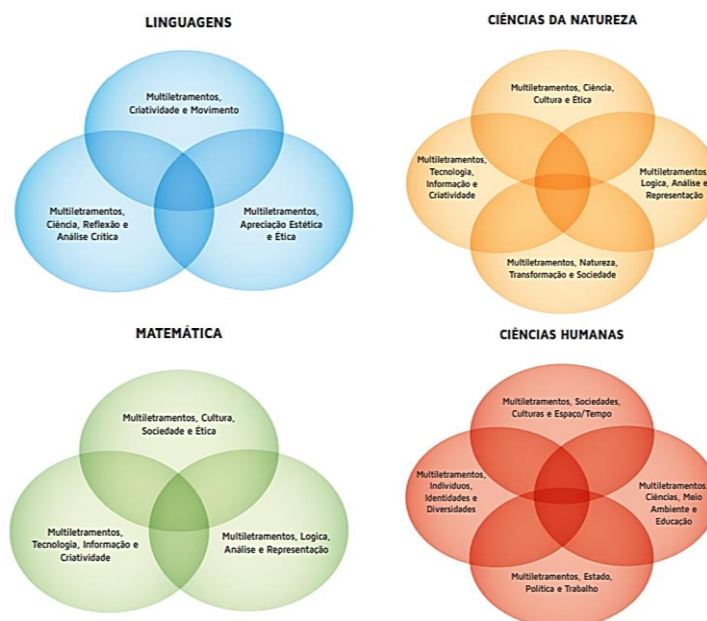 LINGUAGENS
Multiletramentos,
Criatividade e Movimento
Multiletramentos,
Ciência, Reflexão e
Análise Crítica
Multiletramentos,
Apreciação Estética
e Ética
CIÊNCIAS DA NATUREZA
Multiletramentos, Ciência,
Cultura e Ética
Multiletramentos,
Tecnologia,
Informação e
Criatividade
Multiletramentos,
Logica, Análise e
Representação
Multiletramentos, Natureza,
Transformação e Sociedade
MATEMÁTICA
Multiletramentos, Cultura,
Sociedade e Ética
Multiletramentos,
Tecnologia, Informação e
Criatividade
Multiletramentos, Logica,
Análise e Representação
CIÊNCIAS HUMANAS
Multiletramentos, Sociedades,
Culturas e Espaço/Tempo
Multiletramentos,
Indivíduos,
Identidades e
Diversidades
Multiletramentos,
Ciências, Meio
Ambiente e
Educação
Multiletramentos, Estado,
Política e Trabalho